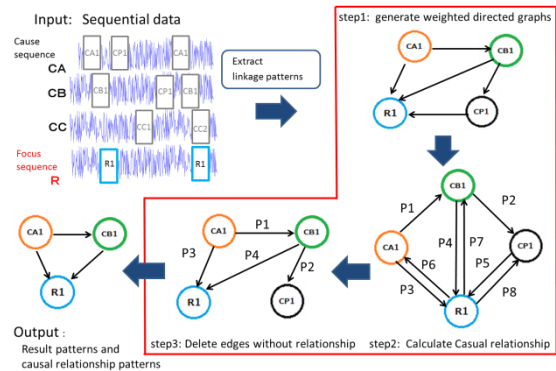 Input: Sequential data
Cause
sequence
CA
CA1
CP1
CA1
CB
CB1
CP1
CB1
CC
CC1
CC2
Focus
sequence
R
R1
R1
Extract
linkage patterns
step1: generate weighted directed graphs
CA1
CB1
R1
CP1
CB1
P1
P2
CA1
P4
P7
CP1
P6
P5
P3
P8
R1
step2: Calculate Casual relationship
CA1
P1
CB1
P3
P4
P2
R1
CP1
step3: Delete edges without relationship
CA1
CB1
R1
Output :
Result patterns and
causal relationship patterns